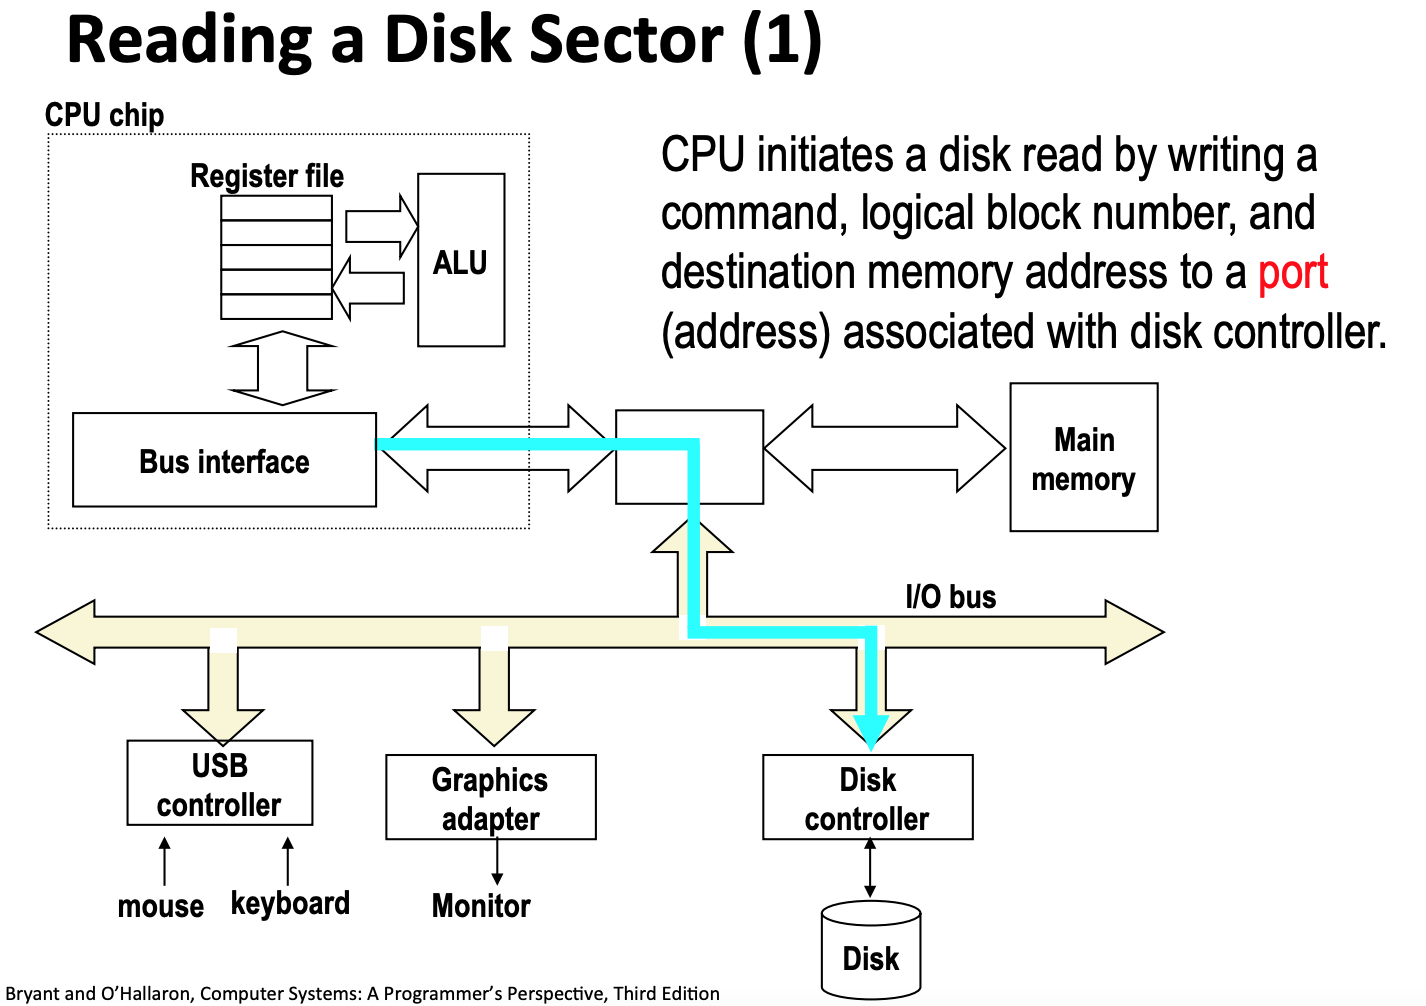 Reading a Disk Sector (1)
CPU chip
Register file
ALU
CPU initiates a disk read by writing a
command, logical block number, and
destination memory address to a port
(address) associated with disk controller.
Bus interface
Main
memory
I/O bus
USB
controller
Graphics
adapter
Disk
controller
mouse
keyboard
Monitor
Disk
Bryant and O’Hallaron, Computer Systems: A Programmer’s Perspective, Third Edition